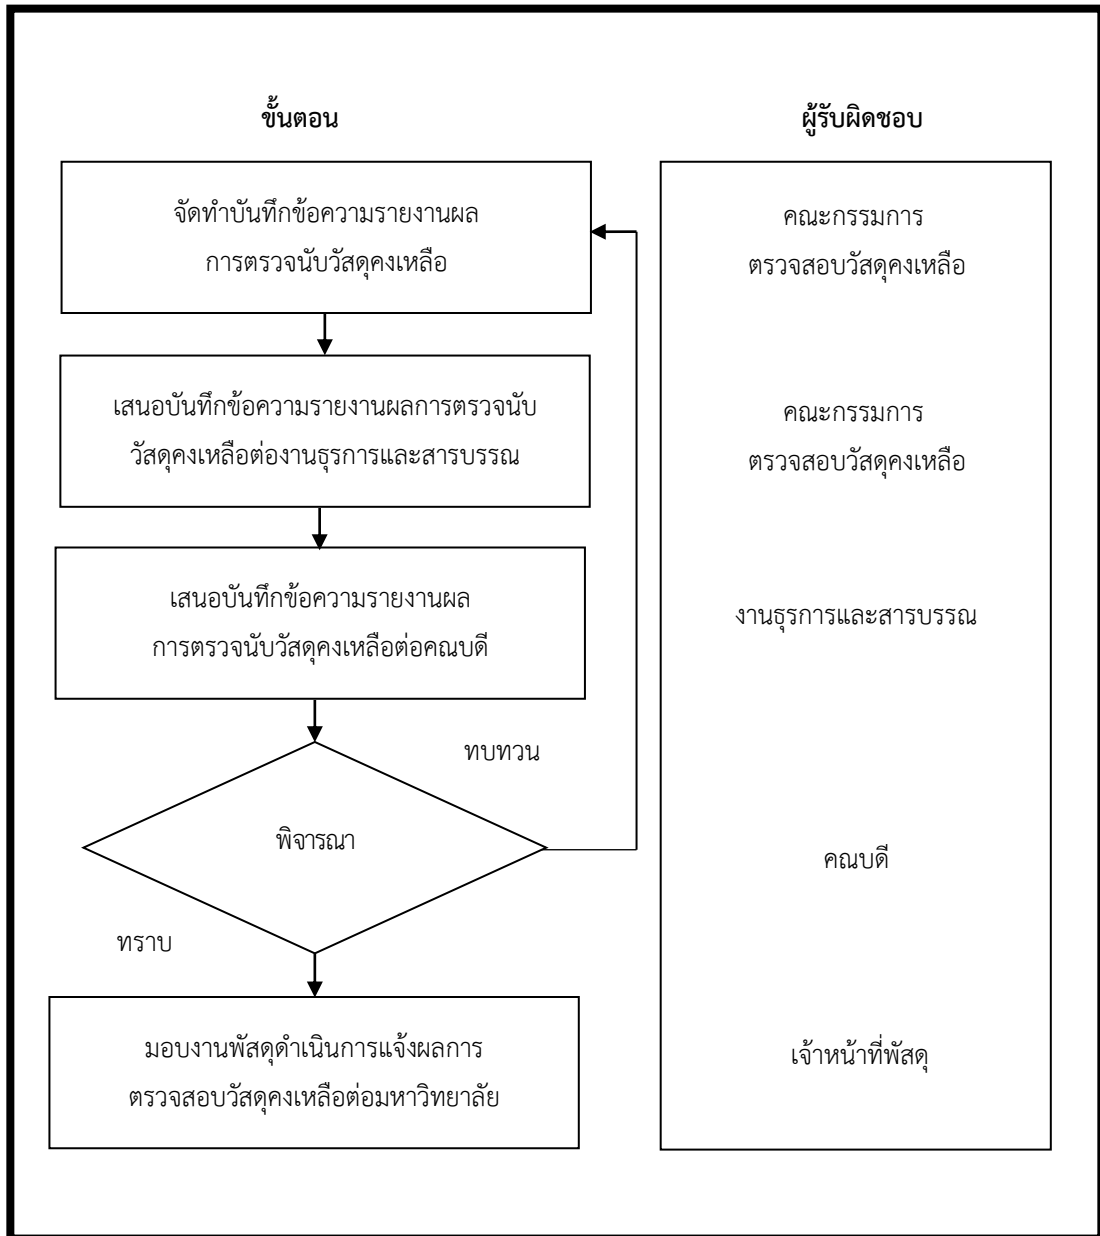 ขั้นตอน
ผู้รับผิดชอบ
จัดทำบันทึกข้อความรายงานผล
การตรวจนับวัสดุคงเหลือ
คณะกรรมการ
ตรวจสอบวัสดุคงเหลือ
เสนอบันทึกข้อความรายงานผลการตรวจนับ
วัสดุคงเหลือต่องานธุรการและสารบรรณ
คณะกรรมการ
ตรวจสอบวัสดุคงเหลือ
เสนอบันทึกข้อความรายงานผล
การตรวจนับวัสดุคงเหลือต่อคณบดี
งานธุรการและสารบรรณ
ทบทวน
พิจารณา
คณบดี
ทราบ
มอบงานพัสดุดำเนินการแจ้งผลการ
ตรวจสอบวัสดุคงเหลือต่อมหาวิทยาลัย
เจ้าหน้าที่พัสดุ